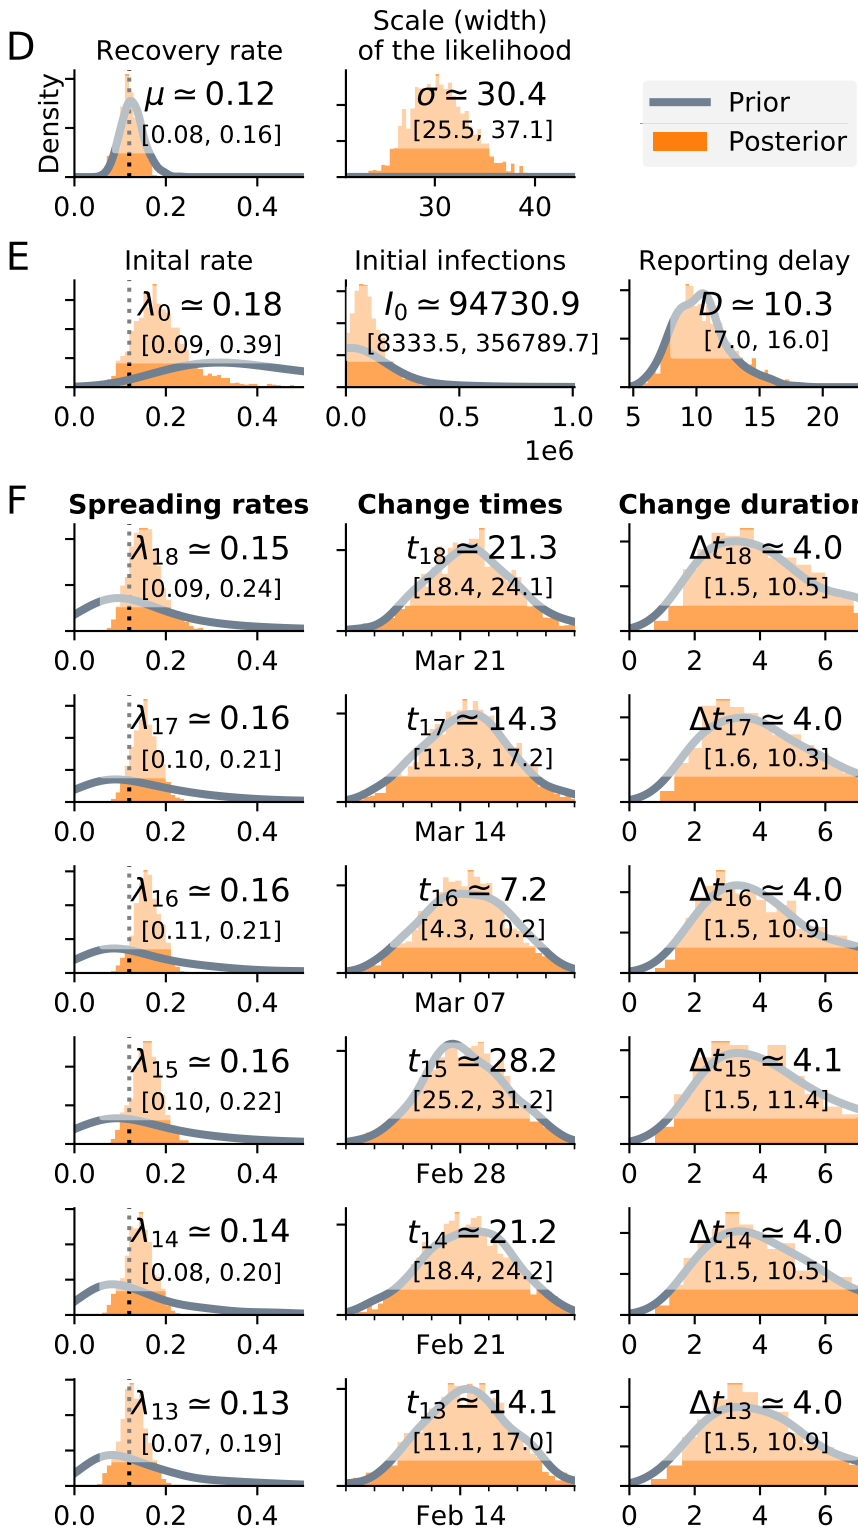 D
Recovery rate
Scale (width)
of the likelihood
Density
μ ≃ 0.12
[0.08, 0.16]
σ ≃ 30.4
[25.5, 37.1]
Prior
Posterior
0.0 0.2 0.4
30 40
E
Inital rate
Initial infections
Reporting delay
λ0 ≃ 0.18
[0.09, 0.39]
I0 ≃ 94730.9
[8333.5, 356789.7]
D ≃ 10.3
[7.0, 16.0]
0.0 0.2 0.4
0.0 0.5 1.0
1e6
5 10 15 20
F
Spreading rates
Change times
Change duration
λ18 ≃ 0.15
[0.09, 0.24]
t18 ≃ 21.3
[18.4, 24.1]
Δt18 ≃ 4.0
[1.5, 10.5]
0.0 0.2 0.4
Mar 21
0 2 4 6
λ17 ≃ 0.16
[0.10, 0.21]
t17 ≃ 14.3
[11.3, 17.2]
Δt17 ≃ 4.0
[1.6, 10.3]
0.0 0.2 0.4
Mar 14
0 2 4 6
λ16 ≃ 0.16
[0.11, 0.21]
t16 ≃ 7.2
[4.3, 10.2]
Δt16 ≃ 4.0
[1.5, 10.9]
0.0 0.2 0.4
Mar 07
0 2 4 6
λ15 ≃ 0.16
[0.10, 0.22]
t15 ≃ 28.2
[25.2, 31.2]
Δt15 ≃ 4.1
[1.5, 11.4]
0.0 0.2 0.4
Feb 28
0 2 4 6
λ14 ≃ 0.14
[0.08, 0.20]
t14 ≃ 21.2
[18.4, 24.2]
Δt14 ≃ 4.0
[1.5, 10.5]
0.0 0.2 0.4
Feb 21
0 2 4 6
λ13 ≃ 0.13
[0.07, 0.19]
t13 ≃ 14.1
[11.1, 17.0]
Δt13 ≃ 4.0
[1.5, 10.9]
0.0 0.2 0.4
Feb 14
0 2 4 6